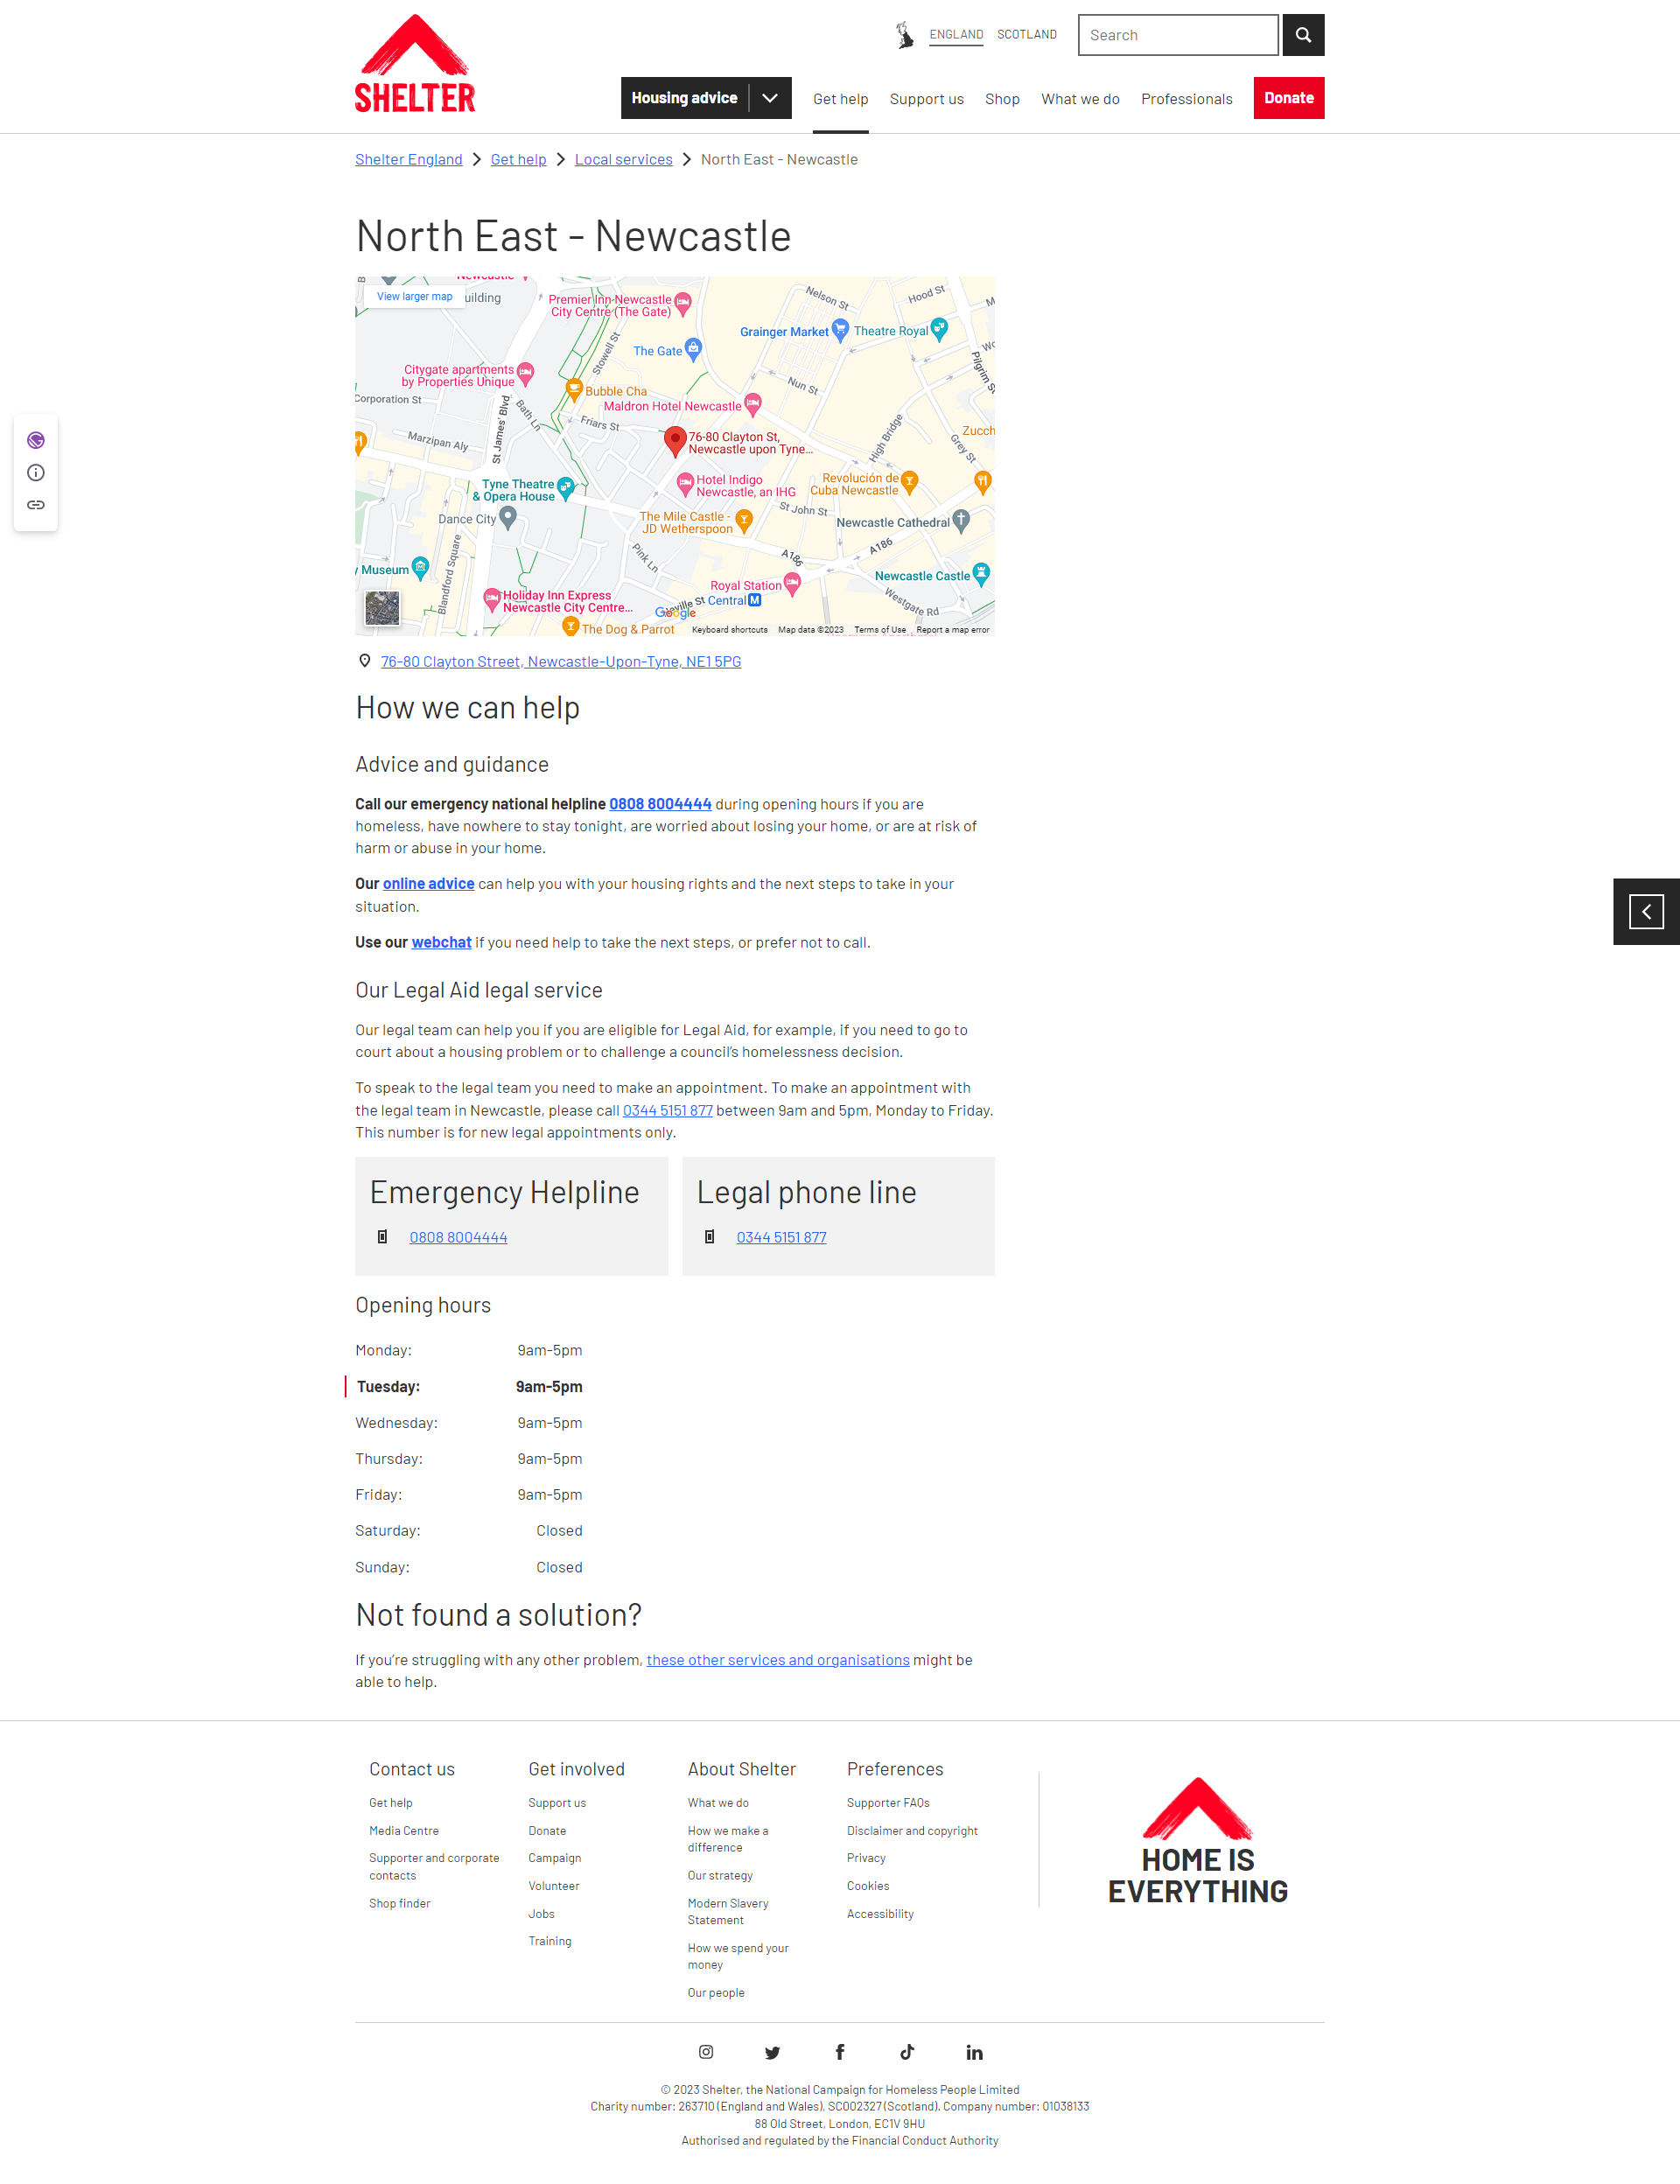 SHELTER
ENGLAND
SCOTLAND
Search
Housing advice
Get help
Support us
Shop
What we do
Professionals
Donate
Shelter England
Get help
Local services
North East - Newcastle
North East - Newcastle
View larger map
uilding
Premier Inn Newcastle
City Centre (The Gate)
Nelson St
Hood St
Grainger Market
Theatre Royal
The Gate
Stowell St
Pilgrim S
Citygate apartments
by Properties Unique
Bubble Cha
Nun St
Corporation St
Maldron Hotel Newcastle
Bath Ln
Friars St
St James' Blvd
Marzipan Aly
76-80 Clayton St,
Newcastle upon Tyne...
High Bridge
Zucch
Grey St
Tyne Theatre
& Opera House
Hotel Indigo
Newcastle, an IHG
Revolución de
Cuba Newcastle
Dance City
The Mile Castle -
JD Wetherspoon
St John St
Newcastle Cathedral
Blandford Square
Pink Ln
A186
A186
y Museum
Royal Station
Newcastle Castle
Holiday Inn Express
Newcastle City Centre...
eville St
Central M
Westgate Rd
Google
The Dog & Parrot
Keyboard shortcuts
Map data ©2023
Terms of Use
Report a map error
76-80 Clayton Street, Newcastle-Upon-Tyne, NE1 5PG
How we can help
Advice and guidance
Call our emergency national helpline 0808 8004444 during opening hours if you are
homeless, have nowhere to stay tonight, are worried about losing your home, or are at risk of
harm or abuse in your home.
Our online advice can help you with your housing rights and the next steps to take in your
situation.
Use our webchat if you need help to take the next steps, or prefer not to call.
Our Legal Aid legal service
Our legal team can help you if you are eligible for Legal Aid, for example, if you need to go to
court about a housing problem or to challenge a council's homelessness decision.
To speak to the legal team you need to make an appointment. To make an appointment with
the legal team in Newcastle, please call 0344 5151 877 between 9am and 5pm, Monday to Friday.
This number is for new legal appointments only.
Emergency Helpline
0808 8004444
Legal phone line
0344 5151 877
Opening hours
Monday: 9am-5pm
Tuesday: 9am-5pm
Wednesday: 9am-5pm
Thursday: 9am-5pm
Friday: 9am-5pm
Saturday: Closed
Sunday: Closed
Not found a solution?
If you're struggling with any other problem, these other services and organisations might be
able to help.
Contact us
Get help
Media Centre
Supporter and corporate
contacts
Shop finder
Get involved
Support us
Donate
Campaign
Volunteer
Jobs
Training
About Shelter
What we do
How we make a
difference
Our strategy
Modern Slavery
Statement
How we spend your
money
Our people
Preferences
Supporter FAQs
Disclaimer and copyright
Privacy
Cookies
Accessibility
HOME IS
EVERYTHING
© 2023 Shelter, the National Campaign for Homeless People Limited
Charity number: 263710 (England and Wales), SC002327 (Scotland). Company number: 01038133
88 Old Street, London, EC1V 9HU
Authorised and regulated by the Financial Conduct Authority